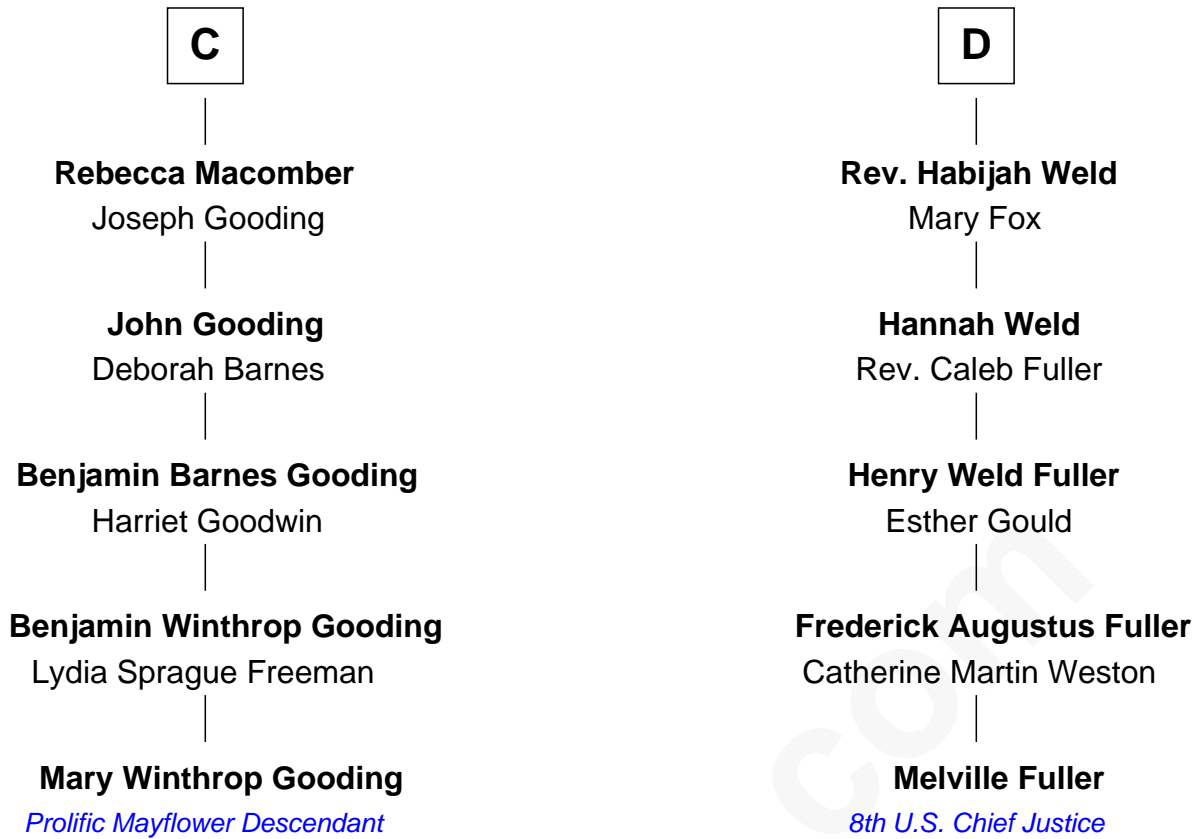 C
Rebecca Macomber
Joseph Gooding
John Gooding
Deborah Barnes
Benjamin Barnes Gooding
Harriet Goodwin
Benjamin Winthrop Gooding
Lydia Sprague Freeman
Mary Winthrop Gooding
Prolific Mayflower Descendant
D
Rev. Habijah Weld
Mary Fox
Hannah Weld
Rev. Caleb Fuller
Henry Weld Fuller
Esther Gould
Frederick Augustus Fuller
Catherine Martin Weston
Melville Fuller
8th U.S. Chief Justice
com